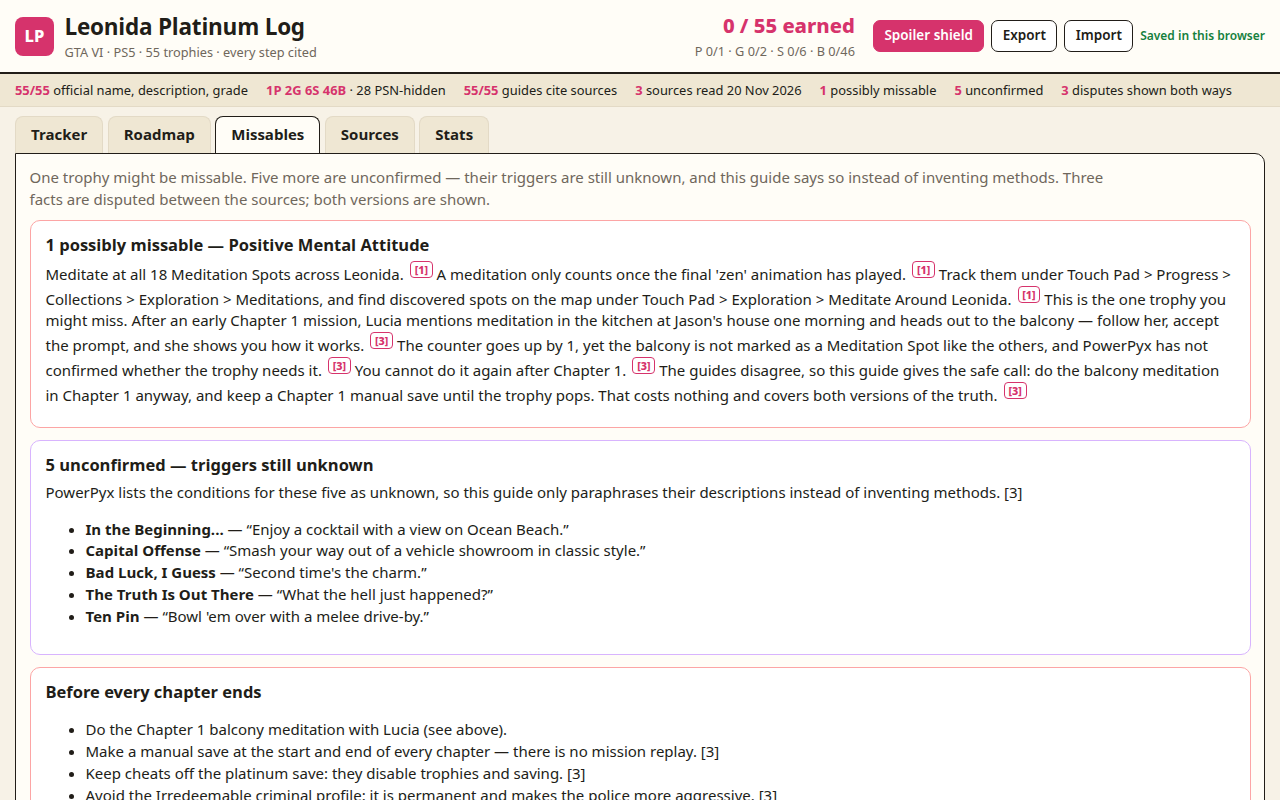 LP
Leonida Platinum Log
GTA VI · PS5 · 55 trophies · every step cited
0 / 55 earned
P 0/1 · G 0/2 · S 0/6 · B 0/46
Spoiler shield
Export
Import
Saved in this browser
55/55 official name, description, grade
1P 2G 6S 46B · 28 PSN-hidden
55/55 guides cite sources
3 sources read 20 Nov 2026
1 possibly missable
5 unconfirmed
3 disputes shown both ways
Tracker
Roadmap
Missables
Sources
Stats
One trophy might be missable. Five more are unconfirmed — their triggers are still unknown, and this guide says so instead of inventing methods. Three
facts are disputed between the sources; both versions are shown.
1 possibly missable — Positive Mental Attitude
Meditate at all 18 Meditation Spots across Leonida. [1] A meditation only counts once the final 'zen' animation has played. [1] Track them under Touch Pad > Progress >
Collections > Exploration > Meditations, and find discovered spots on the map under Touch Pad > Exploration > Meditate Around Leonida. [1] This is the one trophy you
might miss. After an early Chapter 1 mission, Lucia mentions meditation in the kitchen at Jason's house one morning and heads out to the balcony — follow her, accept
the prompt, and she shows you how it works. [3] The counter goes up by 1, yet the balcony is not marked as a Meditation Spot like the others, and PowerPyx has not
confirmed whether the trophy needs it. [3] You cannot do it again after Chapter 1. [3] The guides disagree, so this guide gives the safe call: do the balcony meditation
in Chapter 1 anyway, and keep a Chapter 1 manual save until the trophy pops. That costs nothing and covers both versions of the truth. [3]
5 unconfirmed — triggers still unknown
PowerPyx lists the conditions for these five as unknown, so this guide only paraphrases their descriptions instead of inventing methods. [3]
• In the Beginning... — “Enjoy a cocktail with a view on Ocean Beach.”
• Capital Offense — “Smash your way out of a vehicle showroom in classic style.”
• Bad Luck, I Guess — “Second time's the charm.”
• The Truth Is Out There — “What the hell just happened?”
• Ten Pin — “Bowl 'em over with a melee drive-by.”
Before every chapter ends
• Do the Chapter 1 balcony meditation with Lucia (see above).
• Make a manual save at the start and end of every chapter — there is no mission replay. [3]
• Keep cheats off the platinum save: they disable trophies and saving. [3]
• Avoid the Irredeemable criminal profile: it is permanent and makes the police more aggressive. [3]